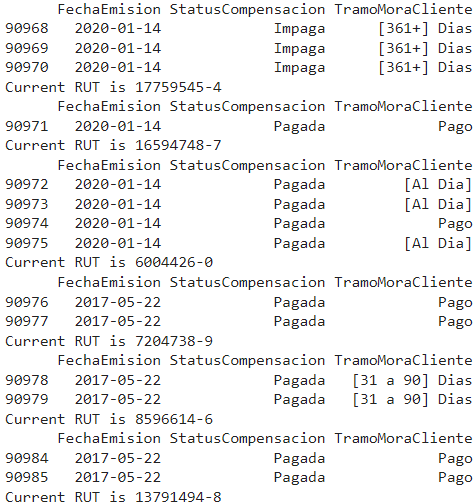 FechaEmision StatusCompensacion TramoMoraCliente
90968 2020-01-14 Impaga [361+] Dias
90969 2020-01-14 Impaga [361+] Dias
90970 2020-01-14 Impaga [361+] Dias
Current RUT is 17759545-4
FechaEmision StatusCompensacion TramoMoraCliente
90971 2020-01-14 Pagada Pago
Current RUT is 16594748-7
FechaEmision StatusCompensacion TramoMoraCliente
90972 2020-01-14 Pagada [Al Dia]
90973 2020-01-14 Pagada [Al Dia]
90974 2020-01-14 Pagada Pago
90975 2020-01-14 Pagada [Al Dia]
Current RUT is 6004426-0
FechaEmision StatusCompensacion TramoMoraCliente
90976 2017-05-22 Pagada Pago
90977 2017-05-22 Pagada Pago
Current RUT is 7204738-9
FechaEmision StatusCompensacion TramoMoraCliente
90978 2017-05-22 Pagada [31 a 90] Dias
90979 2017-05-22 Pagada [31 a 90] Dias
Current RUT is 8596614-6
FechaEmision StatusCompensacion TramoMoraCliente
90984 2017-05-22 Pagada Pago
90985 2017-05-22 Pagada Pago
Current RUT is 13791494-8